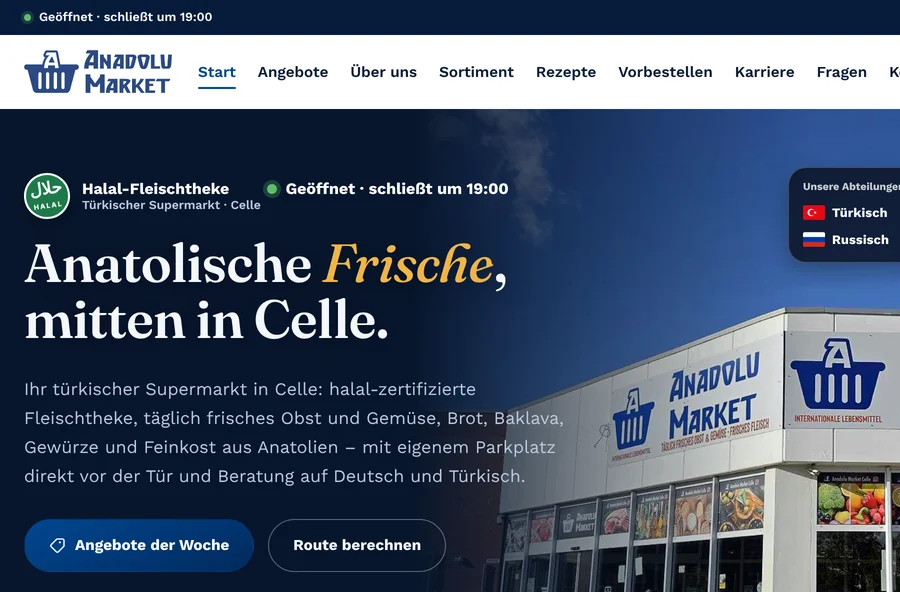 Geöffnet · schließt um 19:00
ANADOLU
MARKET
Start Angebote Über uns Sortiment Rezepte Vorbestellen Karriere Fragen
حلال
HALAL
Halal-Fleischtheke
Türkischer Supermarkt · Celle
Geöffnet · schließt um 19:00
Unsere Abteilungen
Türkisch
Russisch
Anatolische Frische,
mitten in Celle.
Ihr türkischer Supermarkt in Celle: halal-zertifizierte
Fleischtheke, täglich frisches Obst und Gemüse, Brot, Baklava,
Gewürze und Feinkost aus Anatolien – mit eigenem Parkplatz
direkt vor der Tür und Beratung auf Deutsch und Türkisch.
Angebote der Woche
Route berechnen
ANADOLU
MARKET
TÄGLICH FRISCHES OBST & GEMÜSE - FRISCHES FLEISCH
INTERNATIONALE LEBENSMITTEL
INTERNATIONALE LEBENSMITTEL